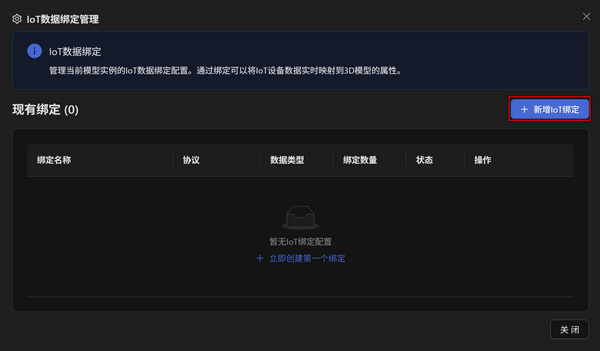 IoT数据绑定管理
IoT数据绑定
管理当前模型实例的IoT数据绑定配置。通过绑定可以将IoT设备数据实时映射到3D模型的属性。
现有绑定 (0)
+ 新增IoT绑定
绑定名称 协议 数据类型 绑定数量 状态 操作
暂无IoT绑定配置
+ 立即创建第一个绑定
关 闭